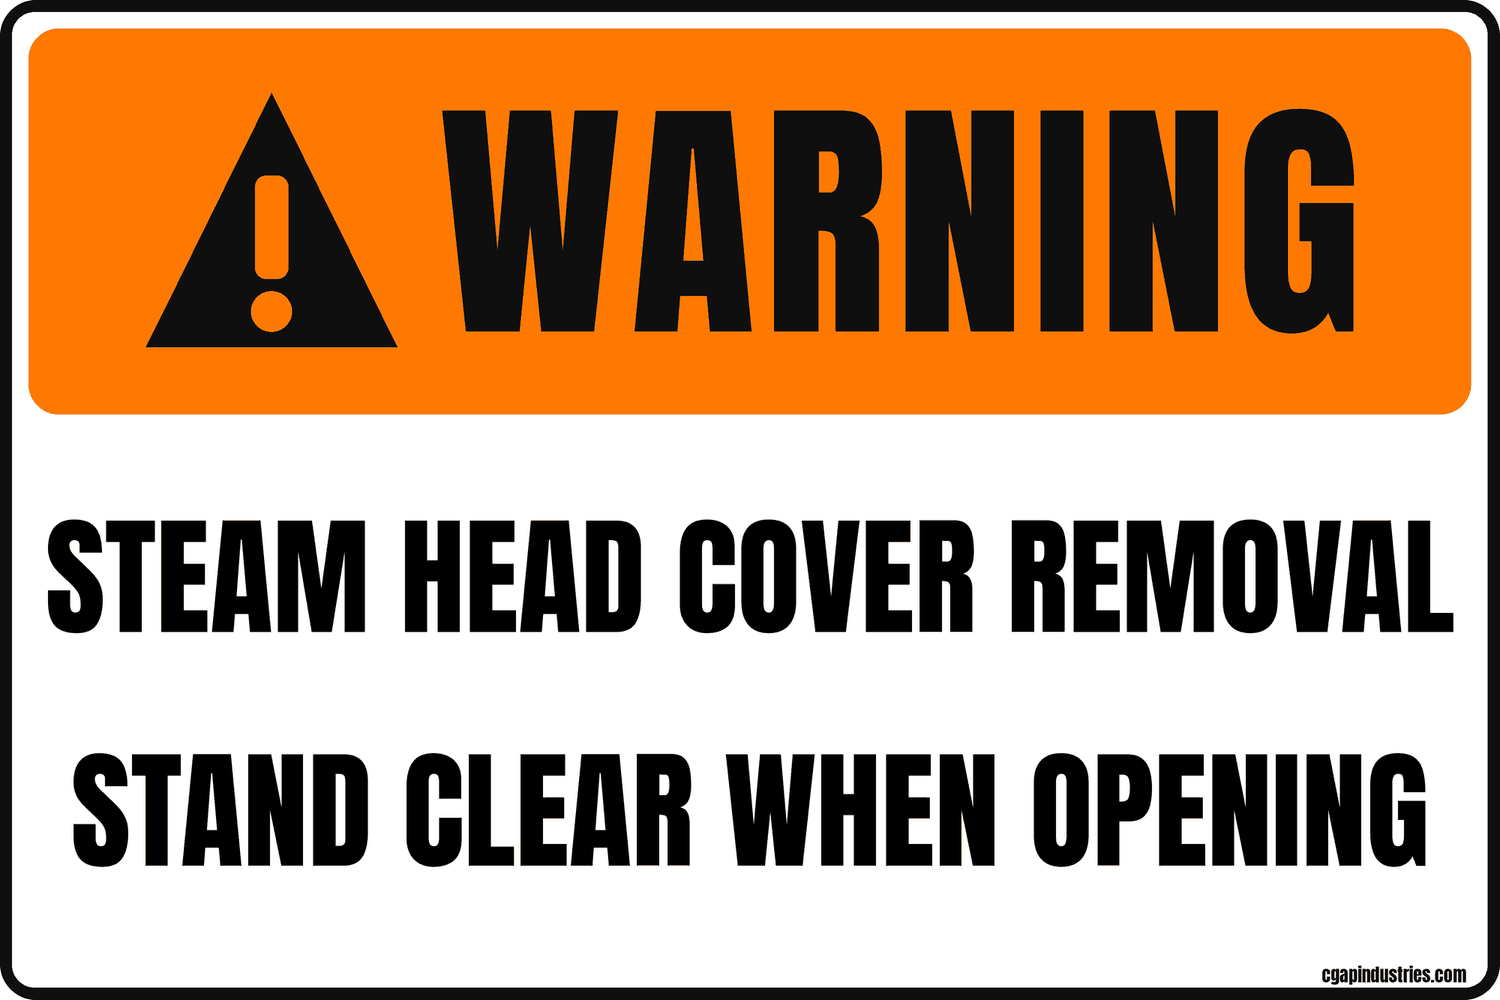 WARNING
STEAM HEAD COVER REMOVAL
STAND CLEAR WHEN OPENING
cgapindustries.com